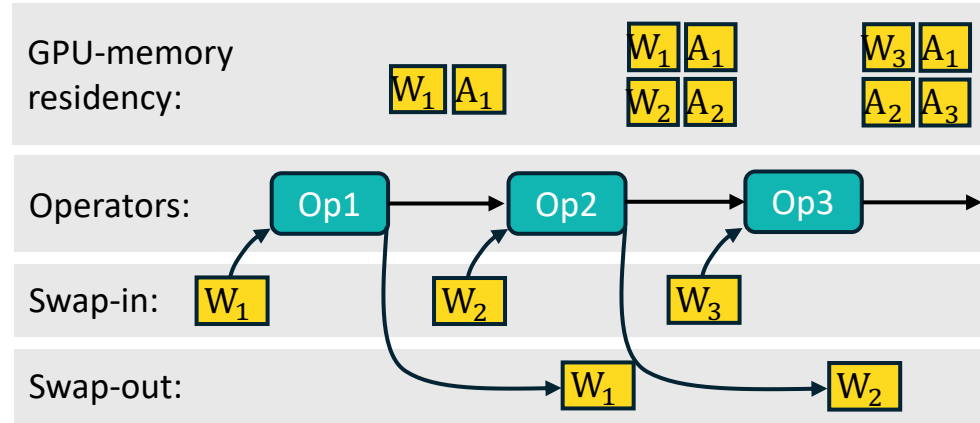 GPU-memory
residency:
W₁ A₁
W₁ A₁
W₂ A₂
W₃ A₁
A₂ A₃
Operators: Op1 Op2 Op3
Swap-in: W₁ W₂ W₃
Swap-out: W₁ W₂